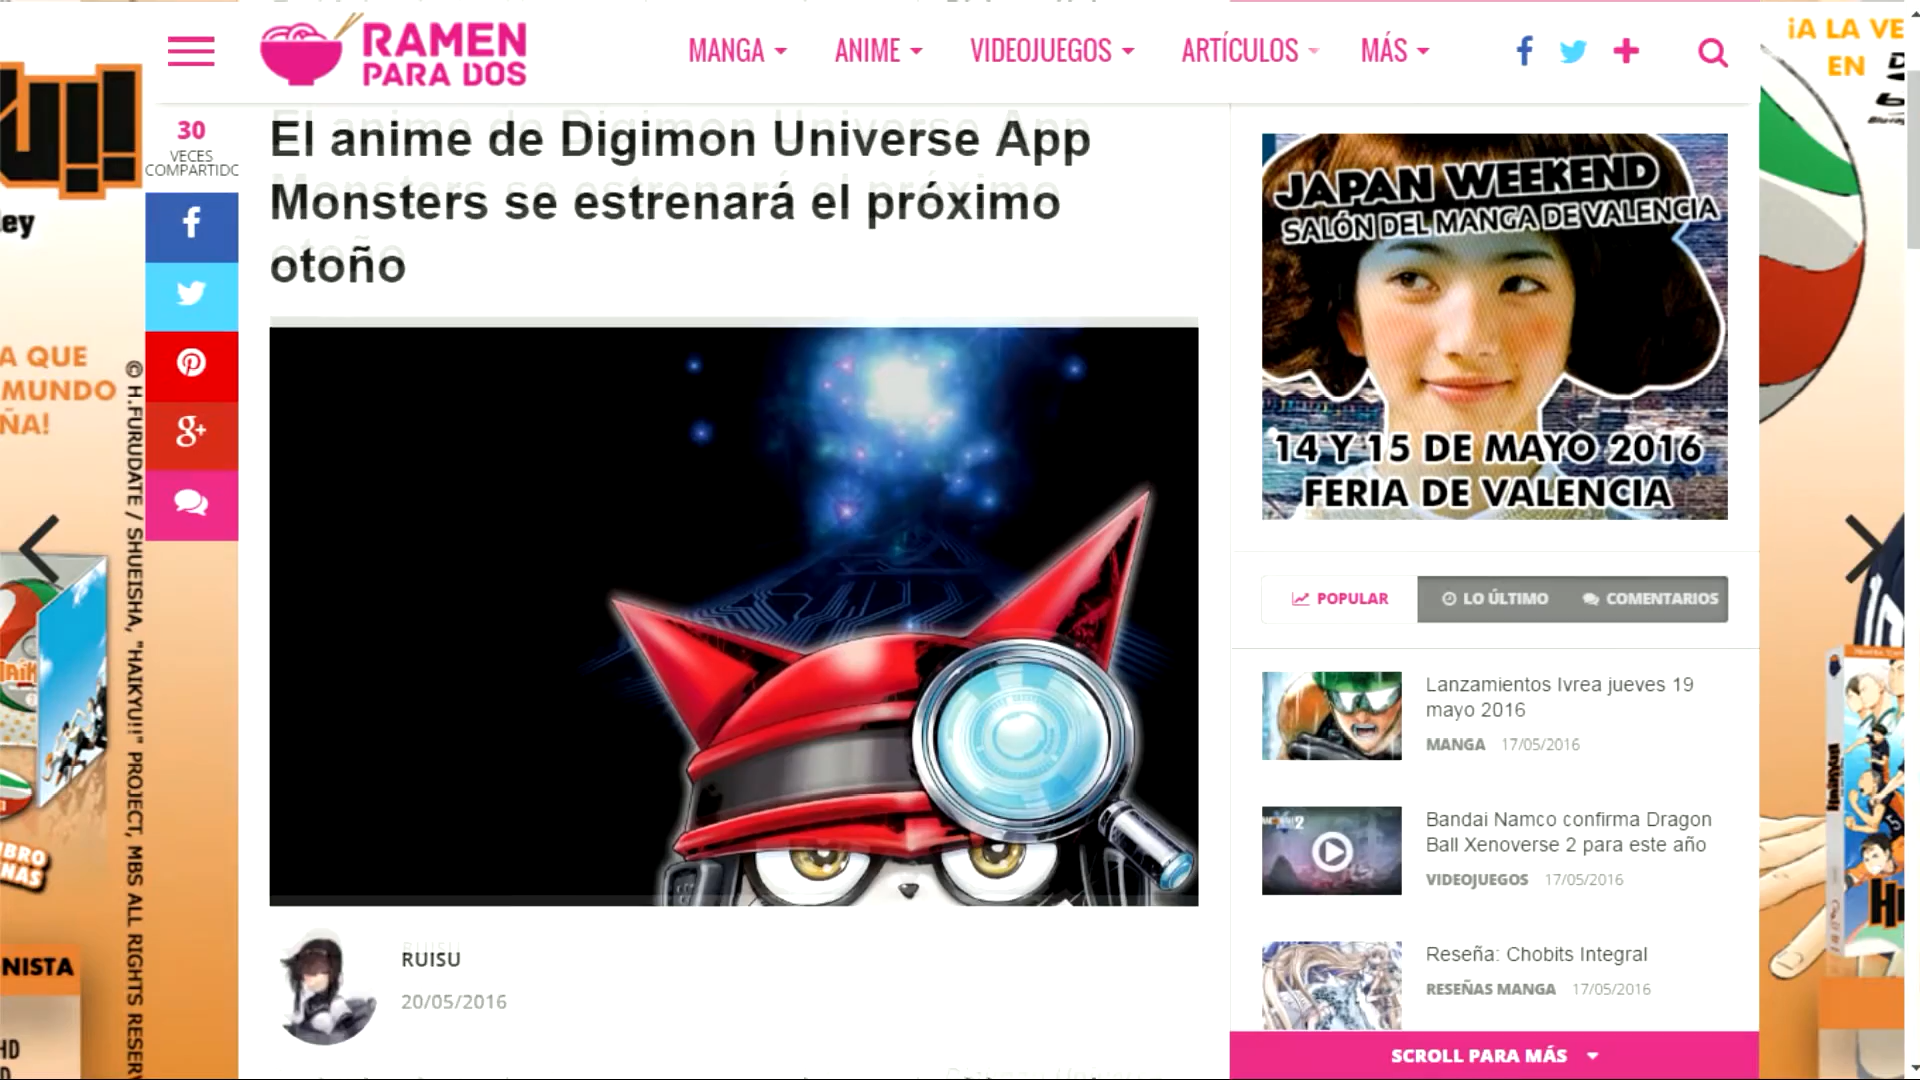 RAMEN
PARA DOS
MANGA
ANIME
VIDEOJUEGOS
ARTÍCULOS
MÁS
30
VECES
COMPARTIDO
El anime de Digimon Universe App
Monsters se estrenará el próximo
otoño
RUISU
20/05/2016
JAPAN WEEKEND
SALÓN DEL MANGA DE VALENCIA
14 Y 15 DE MAYO 2016
FERIA DE VALENCIA
POPULAR
LO ÚLTIMO
COMENTARIOS
Lanzamientos Ivrea jueves 19
mayo 2016
MANGA 17/05/2016
Bandai Namco confirma Dragon
Ball Xenoverse 2 para este año
VIDEOJUEGOS 17/05/2016
Reseña: Chobits Integral
RESEÑAS MANGA 17/05/2016
SCROLL PARA MÁS
A QUE
MUNDO
ÑA!
© H.FURUDATE / SHUEISHA, "HAIKYU!!" PROJECT, MBS ALL RIGHTS RESER
NISTA
¡A LA VE
EN